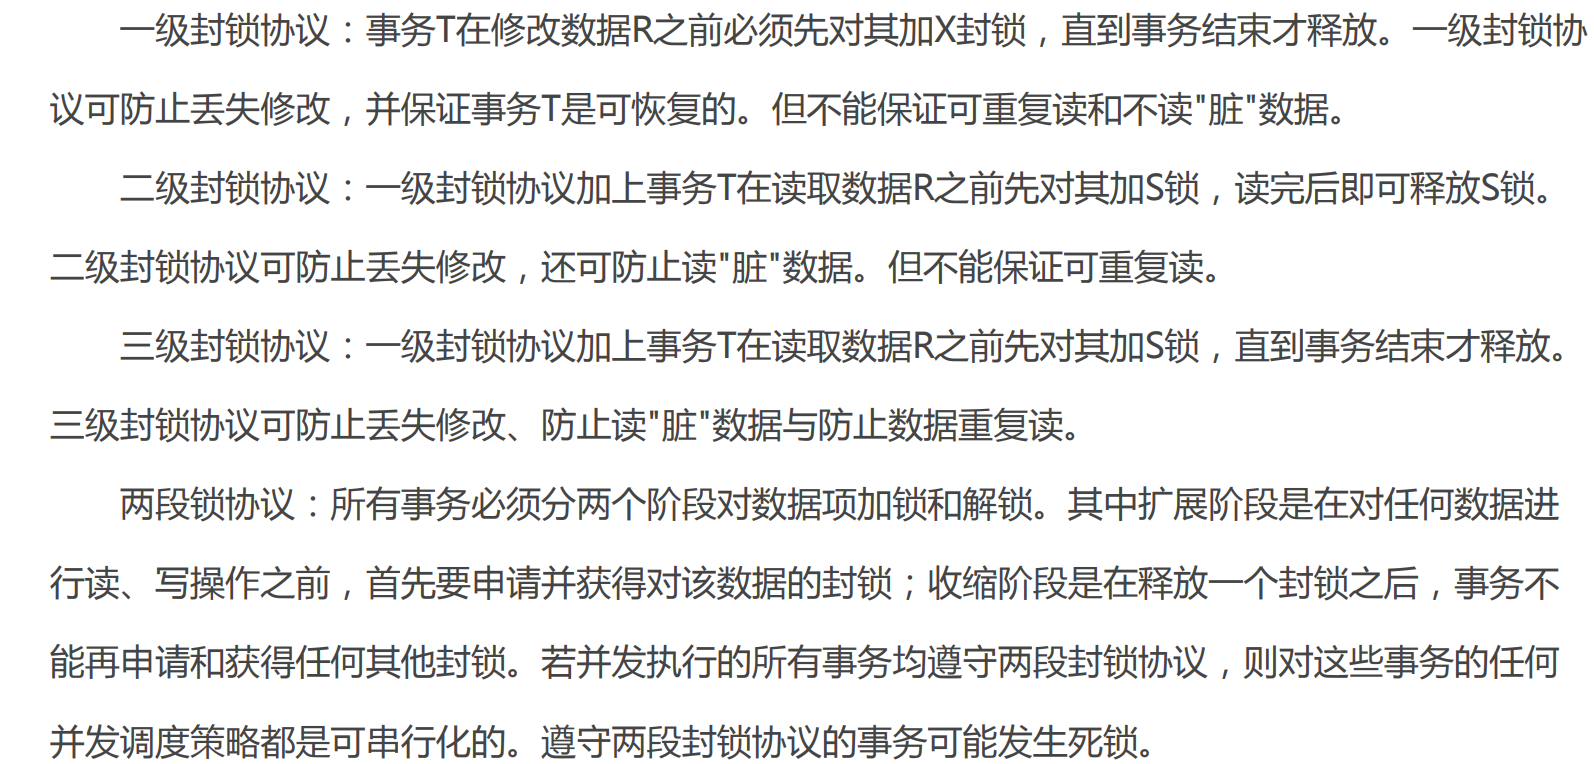 一级封锁协议：事务T在修改数据R之前必须先对其加X封锁，直到事务结束才释放。一级封锁协
议可防止丢失修改，并保证事务T是可恢复的。但不能保证可重复读和不读"脏"数据。
二级封锁协议：一级封锁协议加上事务T在读取数据R之前先对其加S锁，读完后即可释放S锁。
二级封锁协议可防止丢失修改，还可防止读"脏"数据。但不能保证可重复读。
三级封锁协议：一级封锁协议加上事务T在读取数据R之前先对其加S锁，直到事务结束才释放。
三级封锁协议可防止丢失修改、防止读"脏"数据与防止数据重复读。
两段锁协议：所有事务必须分两个阶段对数据项加锁和解锁。其中扩展阶段是在对任何数据进
行读、写操作之前，首先要申请并获得对该数据的封锁；收缩阶段是在释放一个封锁之后，事务不
能再申请和获得任何其他封锁。若并发执行的所有事务均遵守两段封锁协议，则对这些事务的任何
并发调度策略都是可串行化的。遵守两段封锁协议的事务可能发生死锁。